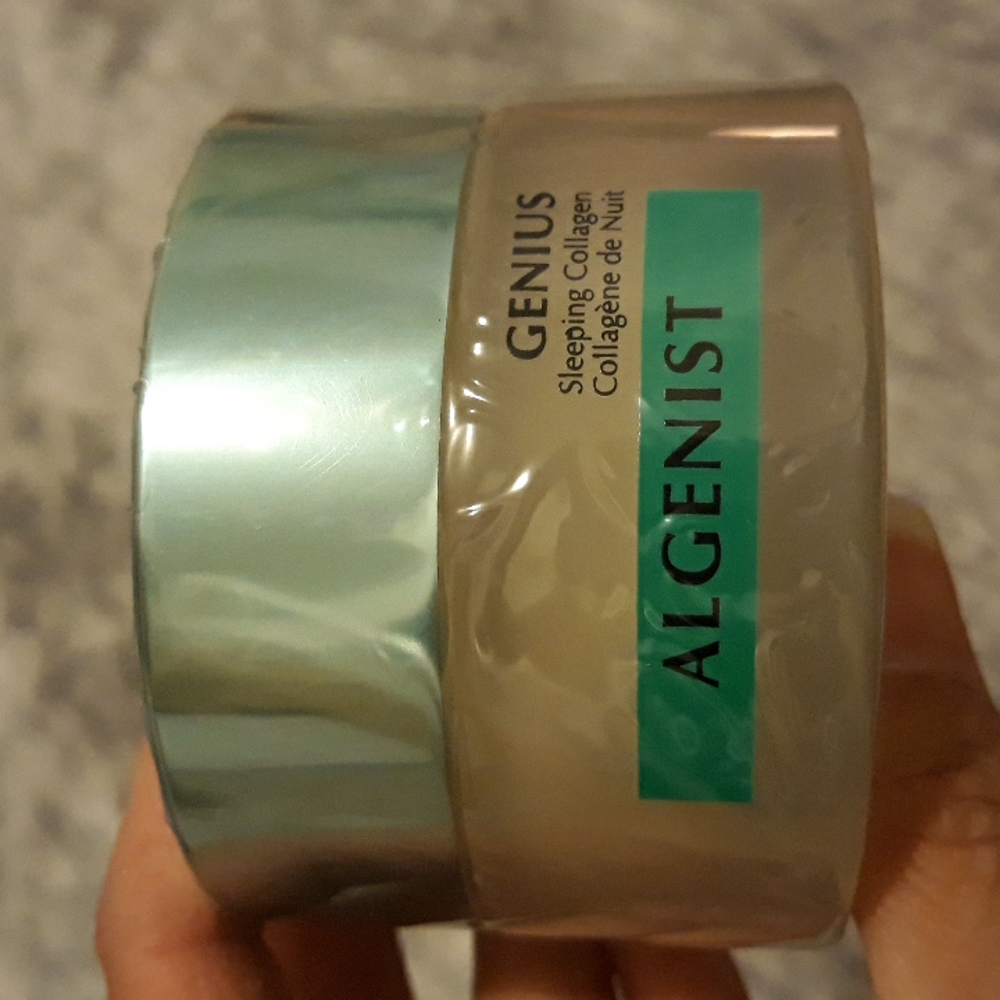 GENIUS
Sleeping Collagen
Collagène de Nuit
ALGENIST